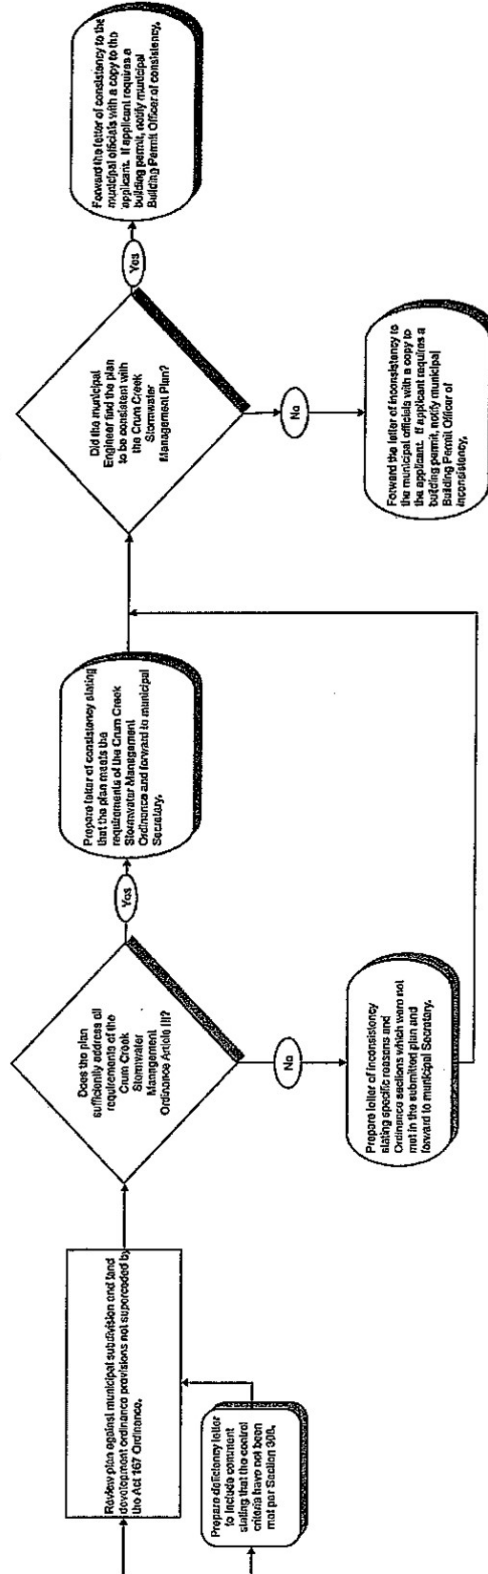 Review plan against municipal subdivision and land
development ordinance provisions not superceded by
the Act 167 Ordinance.
Prepare deficiency letter
to include comment
stating that the control
criteria have not been
met per Section 308.
Does the plan
sufficiently address all
requirements of the
Crum Creek
Stormwater
Management
Ordinance Article III?
Yes
No
Prepare letter of consistency stating
that the plan meets the
requirements of the Crum Creek
Stormwater Management
Ordinance and forward to municipal
Secretary.
Prepare letter of inconsistency
stating specific reasons and
Ordinance sections which were not
met in the submitted plan and
forward to municipal Secretary.
Did the municipal
Engineer find the plan
to be consistent with
the Crum Creek
Stormwater
Management Plan?
Yes
No
Forward the letter of consistency to the
municipal officials with a copy to the
applicant. If applicant requires a
building permit, notify municipal
Building Permit Officer of consistency.
Forward the letter of inconsistency to
the municipal officials with a copy to
the applicant. If applicant requires a
building permit, notify municipal
Building Permit Officer of
inconsistency.